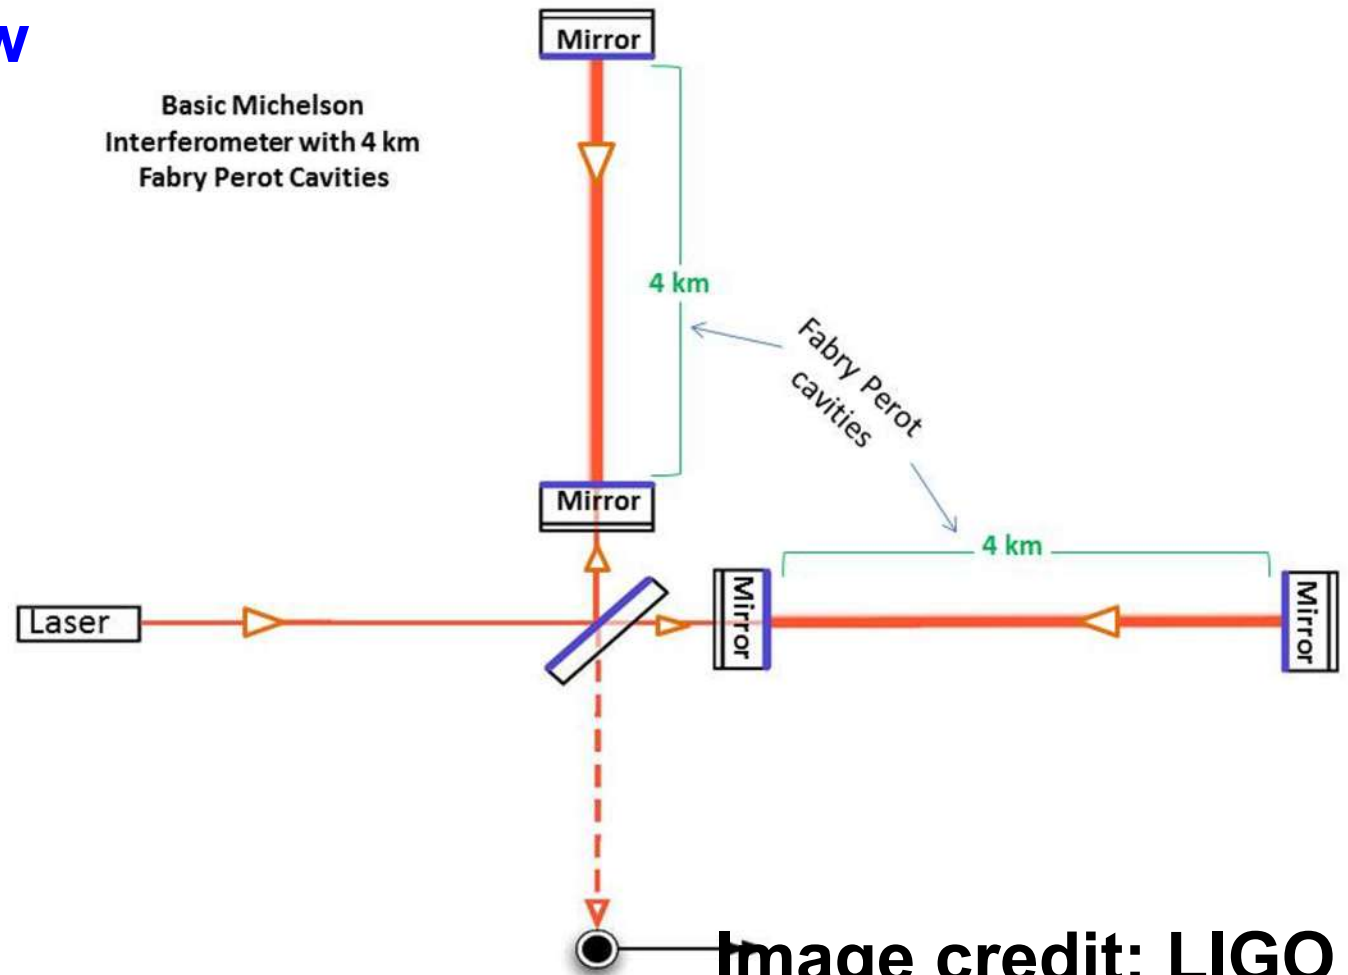 w
Basic Michelson
Interferometer with 4 km
Fabry Perot Cavities
Mirror
4 km
Fabry Perot
cavities
Mirror
4 km
Laser
Mirror
Mirror
Image credit: LIGO